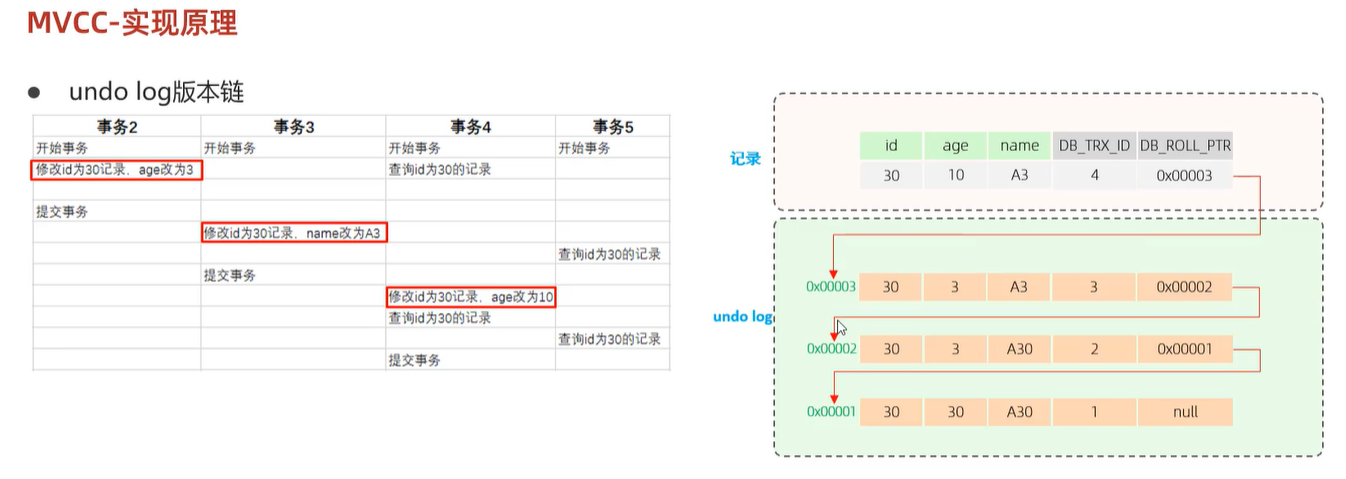 MVCC-实现原理
● undo log版本链
事务2 事务3 事务4 事务5
开始事务 开始事务 开始事务 开始事务
修改id为30记录，age改为3 查询id为30的记录
提交事务
修改id为30记录，name改为A3
查询id为30的记录
提交事务
修改id为30记录，age改为10
查询id为30的记录
查询id为30的记录
提交事务
记录
id age name DB_TRX_ID DB_ROLL_PTR
30 10 A3 4 0x00003
undo log
0x00003 30 3 A3 3 0x00002
0x00002 30 3 A30 2 0x00001
0x00001 30 30 A30 1 null